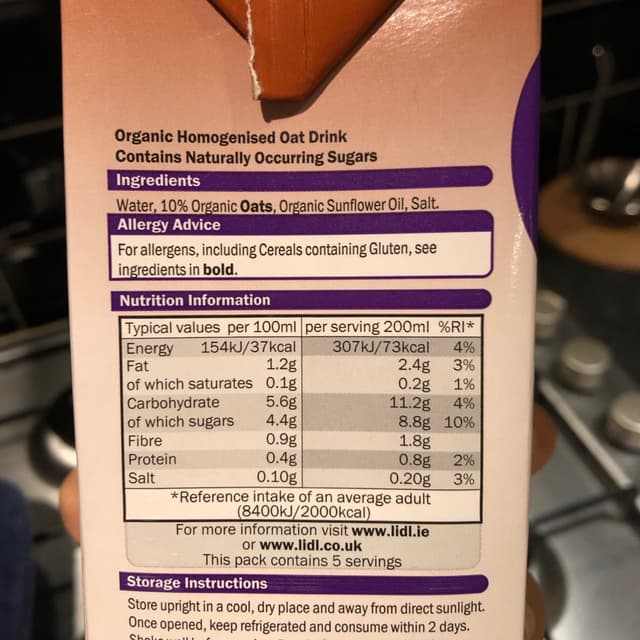 Organic Homogenised Oat Drink
Contains Naturally Occurring Sugars
Ingredients
Water, 10% Organic Oats, Organic Sunflower Oil, Salt.
Allergy Advice
For allergens, including Cereals containing Gluten, see
ingredients in bold.
Nutrition Information
Typical values per 100ml per serving 200ml %RI*
Energy 154kJ/37kcal 307kJ/73kcal 4%
Fat 1.2g 2.4g 3%
of which saturates 0.1g 0.2g 1%
Carbohydrate 5.6g 11.2g 4%
of which sugars 4.4g 8.8g 10%
Fibre 0.9g 1.8g
Protein 0.4g 0.8g 2%
Salt 0.10g 0.20g 3%
*Reference intake of an average adult
(8400kJ/2000kcal)
For more information visit www.lidl.ie
or www.lidl.co.uk
This pack contains 5 servings
Storage Instructions
Store upright in a cool, dry place and away from direct sunlight.
Once opened, keep refrigerated and consume within 2 days.